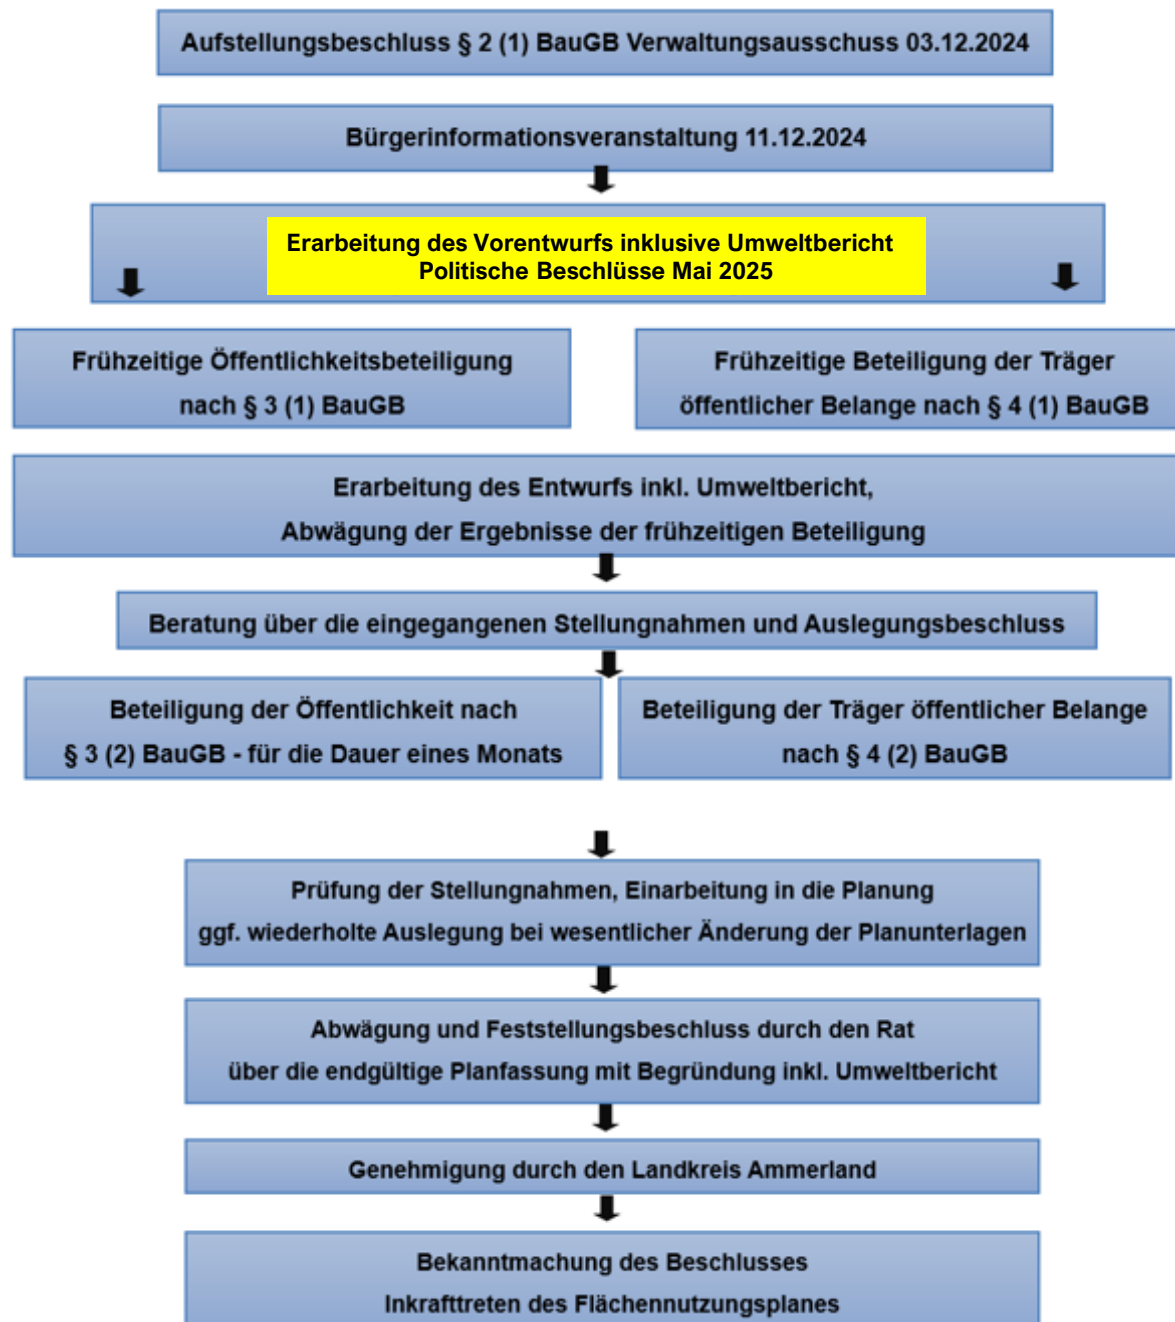 Aufstellungsbeschluss § 2 (1) BauGB Verwaltungsausschuss 03.12.2024
Bürgerinformationsveranstaltung 11.12.2024
Erarbeitung des Vorentwurfs inklusive Umweltbericht
Politische Beschlüsse Mai 2025
Frühzeitige Öffentlichkeitsbeteiligung
nach § 3 (1) BauGB
Frühzeitige Beteiligung der Träger
öffentlicher Belange nach § 4 (1) BauGB
Erarbeitung des Entwurfs inkl. Umweltbericht,
Abwägung der Ergebnisse der frühzeitigen Beteiligung
Beratung über die eingegangenen Stellungnahmen und Auslegungsbeschluss
Beteiligung der Öffentlichkeit nach
§ 3 (2) BauGB - für die Dauer eines Monats
Beteiligung der Träger öffentlicher Belange
nach § 4 (2) BauGB
Prüfung der Stellungnahmen, Einarbeitung in die Planung
ggf. wiederholte Auslegung bei wesentlicher Änderung der Planunterlagen
Abwägung und Feststellungsbeschluss durch den Rat
über die endgültige Planfassung mit Begründung inkl. Umweltbericht
Genehmigung durch den Landkreis Ammerland
Bekanntmachung des Beschlusses
Inkrafttreten des Flächennutzungsplanes